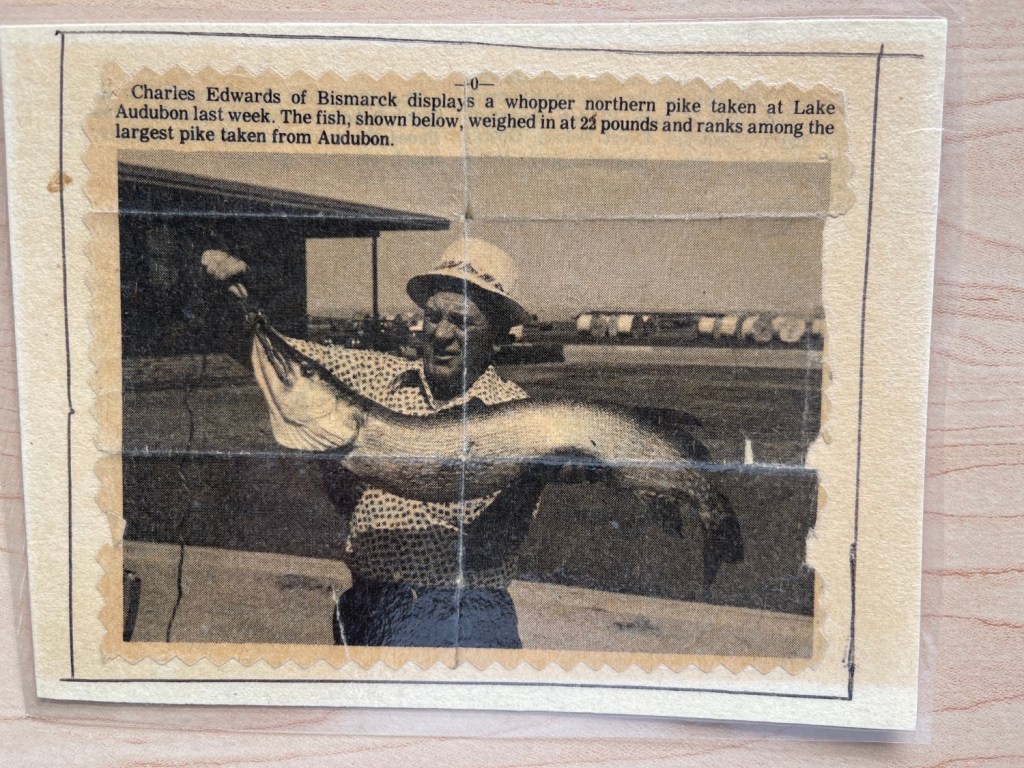 —0—
Charles Edwards of Bismarck displays a whopper northern pike taken at Lake
Audubon last week. The fish, shown below, weighed in at 22 pounds and ranks among the
largest pike taken from Audubon.